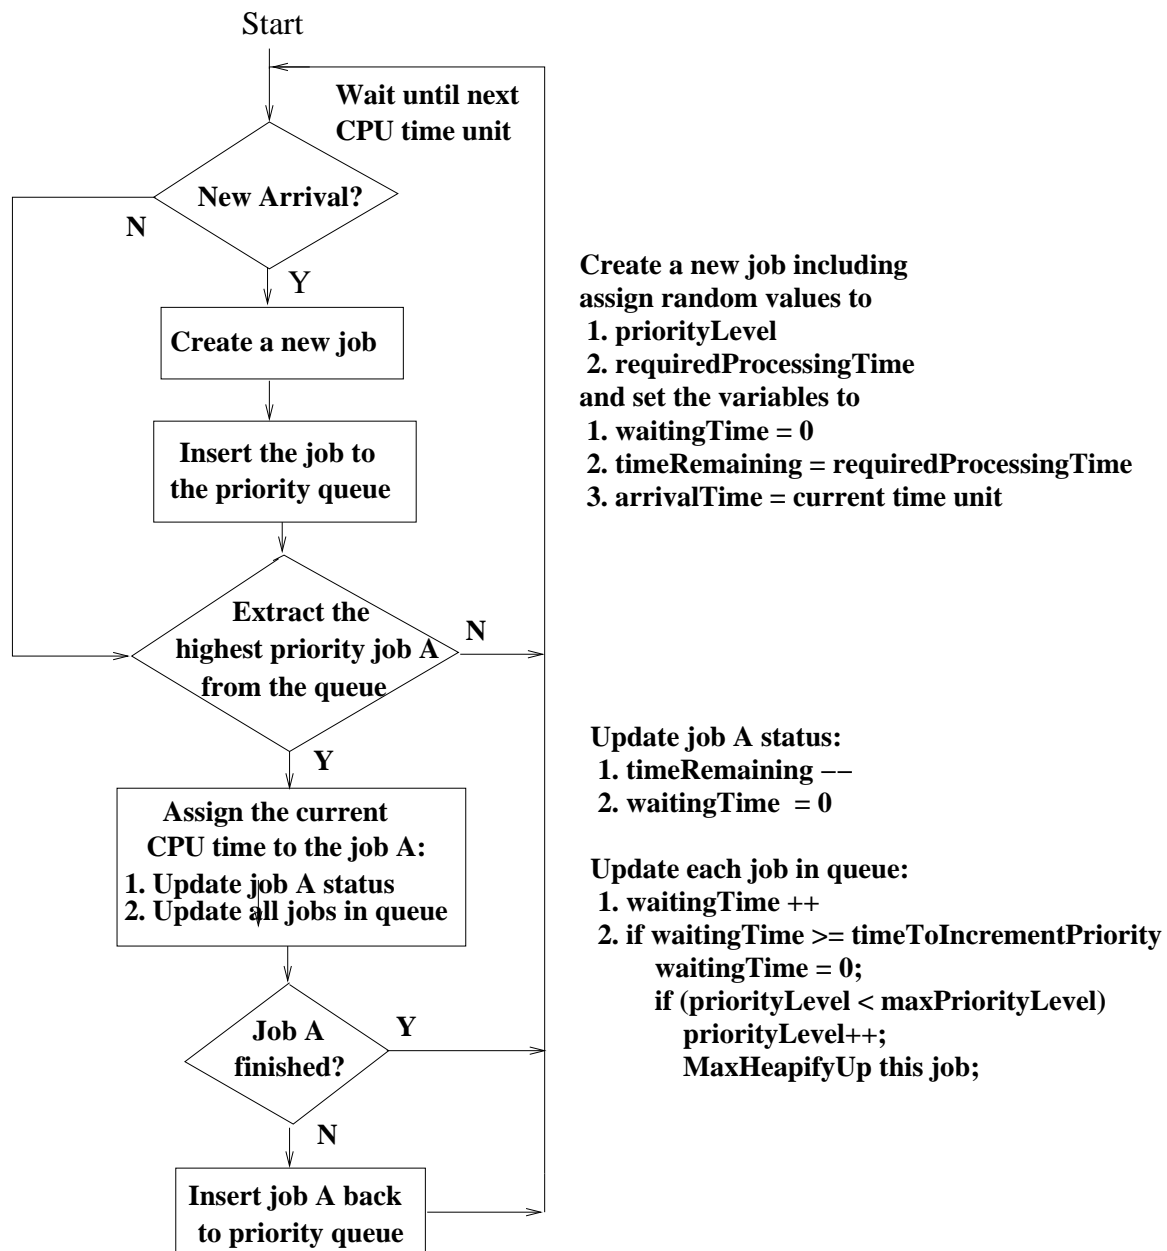 Start
Wait until next
CPU time unit
New Arrival?
N
Y
Create a new job
Insert the job to
the priority queue
Extract the
highest priority job A
from the queue
N
Y
Assign the current
CPU time to the job A:
1. Update job A status
2. Update all jobs in queue
Job A
finished?
Y
N
Insert job A back
to priority queue
Create a new job including
assign random values to
1. priorityLevel
2. requiredProcessingTime
and set the variables to
1. waitingTime = 0
2. timeRemaining = requiredProcessingTime
3. arrivalTime = current time unit
Update job A status:
1. timeRemaining −−
2. waitingTime = 0
Update each job in queue:
1. waitingTime ++
2. if waitingTime >= timeToIncrementPriority
waitingTime = 0;
if (priorityLevel < maxPriorityLevel)
priorityLevel++;
MaxHeapifyUp this job;